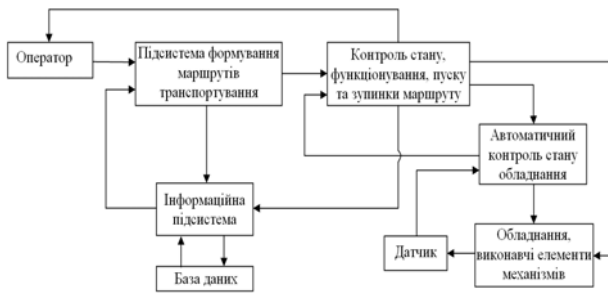 Оператор
Підсистема формування
маршрутів
транспортування
Контроль стану,
функціонування, пуску
та зупинки маршруту
Автоматичний
контроль стану
обладнання
Інформаційна
підсистема
Датчик
Обладнання,
виконавчі елементи
механізмів
База даних